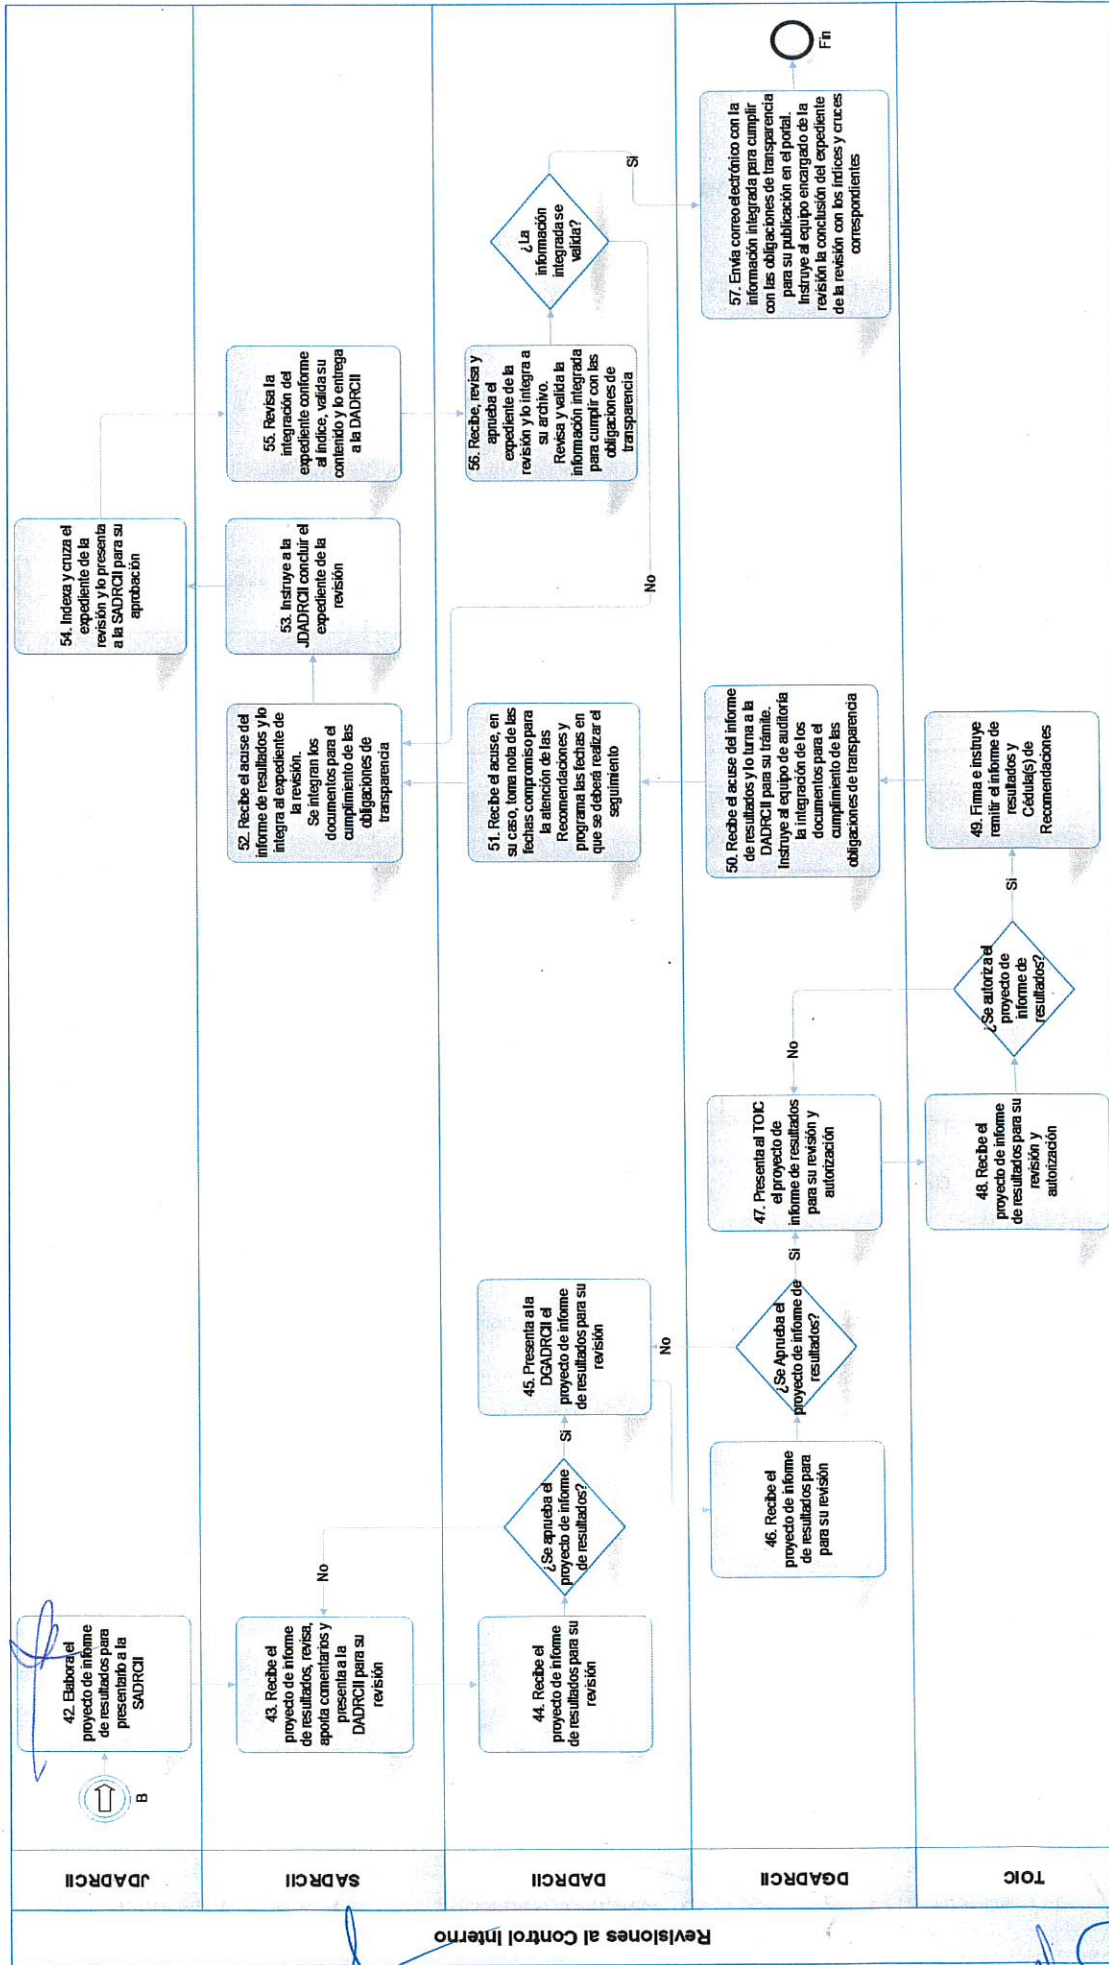 Revisiones al Control Interno
JDADRCII
SADRCII
DADRCII
DGADRCII
TOIC
B
42. Elabora el
proyecto de informe
de resultados para
presentarlo a la
SADRCII
43. Recibe el
proyecto de informe
de resultados, revisa,
aporta comentarios y
presenta a la
DADRCII para su
revisión
44. Recibe el
proyecto de informe
de resultados para su
revisión
¿Se aprueba el
proyecto de informe
de resultados?
No
Si
45. Presenta a la
DGADRCII el
proyecto de informe
de resultados para su
revisión
46. Recibe el
proyecto de informe
de resultados para
para su revisión
¿Se Aprueba el
proyecto de informe de
resultados?
No
Si
47. Presenta al TOIC
el proyecto de
informe de resultados
para su revisión y
autorización
48. Recibe el
proyecto de informe
de resultados para su
revisión y
autorización
¿Se autoriza el
proyecto de
informe de
resultados?
No
Si
49. Firma e instruye
remitir el informe de
resultados y
Cédula(s) de
Recomendaciones
50. Recibe el acuse del informe
de resultados y lo turna a la
DADRCII para su trámite.
Instruye al equipo de auditoría
la integración de los
documentos para el
cumplimiento de las
obligaciones de transparencia
51. Recibe el acuse, en
su caso, toma nota de las
fechas compromiso para
la atención de las
Recomendaciones y
programa las fechas en
que se deberá realizar el
seguimiento
52. Recibe el acuse del
informe de resultados y lo
integra al expediente de
la revisión.
Se integran los
documentos para el
cumplimiento de las
obligaciones de
transparencia
53. Instruye a la
JDADRCII concluir el
expediente de la
revisión
54. Indexa y cruza el
expediente de la
revisión y lo presenta
a la SADRCII para su
aprobación
55. Revisa la
integración del
expediente conforme
al índice, valida su
contenido y lo entrega
a la DADRCII
56. Recibe, revisa y
aprueba el
expediente de la
revisión y lo integra a
su archivo.
Revisa y valida la
información integrada
para cumplir con las
obligaciones de
transparencia
¿La
información
integrada se
valida?
No
Si
57. Envía correo electrónico con la
información integrada para cumplir
con las obligaciones de transparencia
para su publicación en el portal.
Instruye al equipo encargado de la
revisión la conclusión del expediente
de la revisión con los índices y cruces
correspondientes
Fin